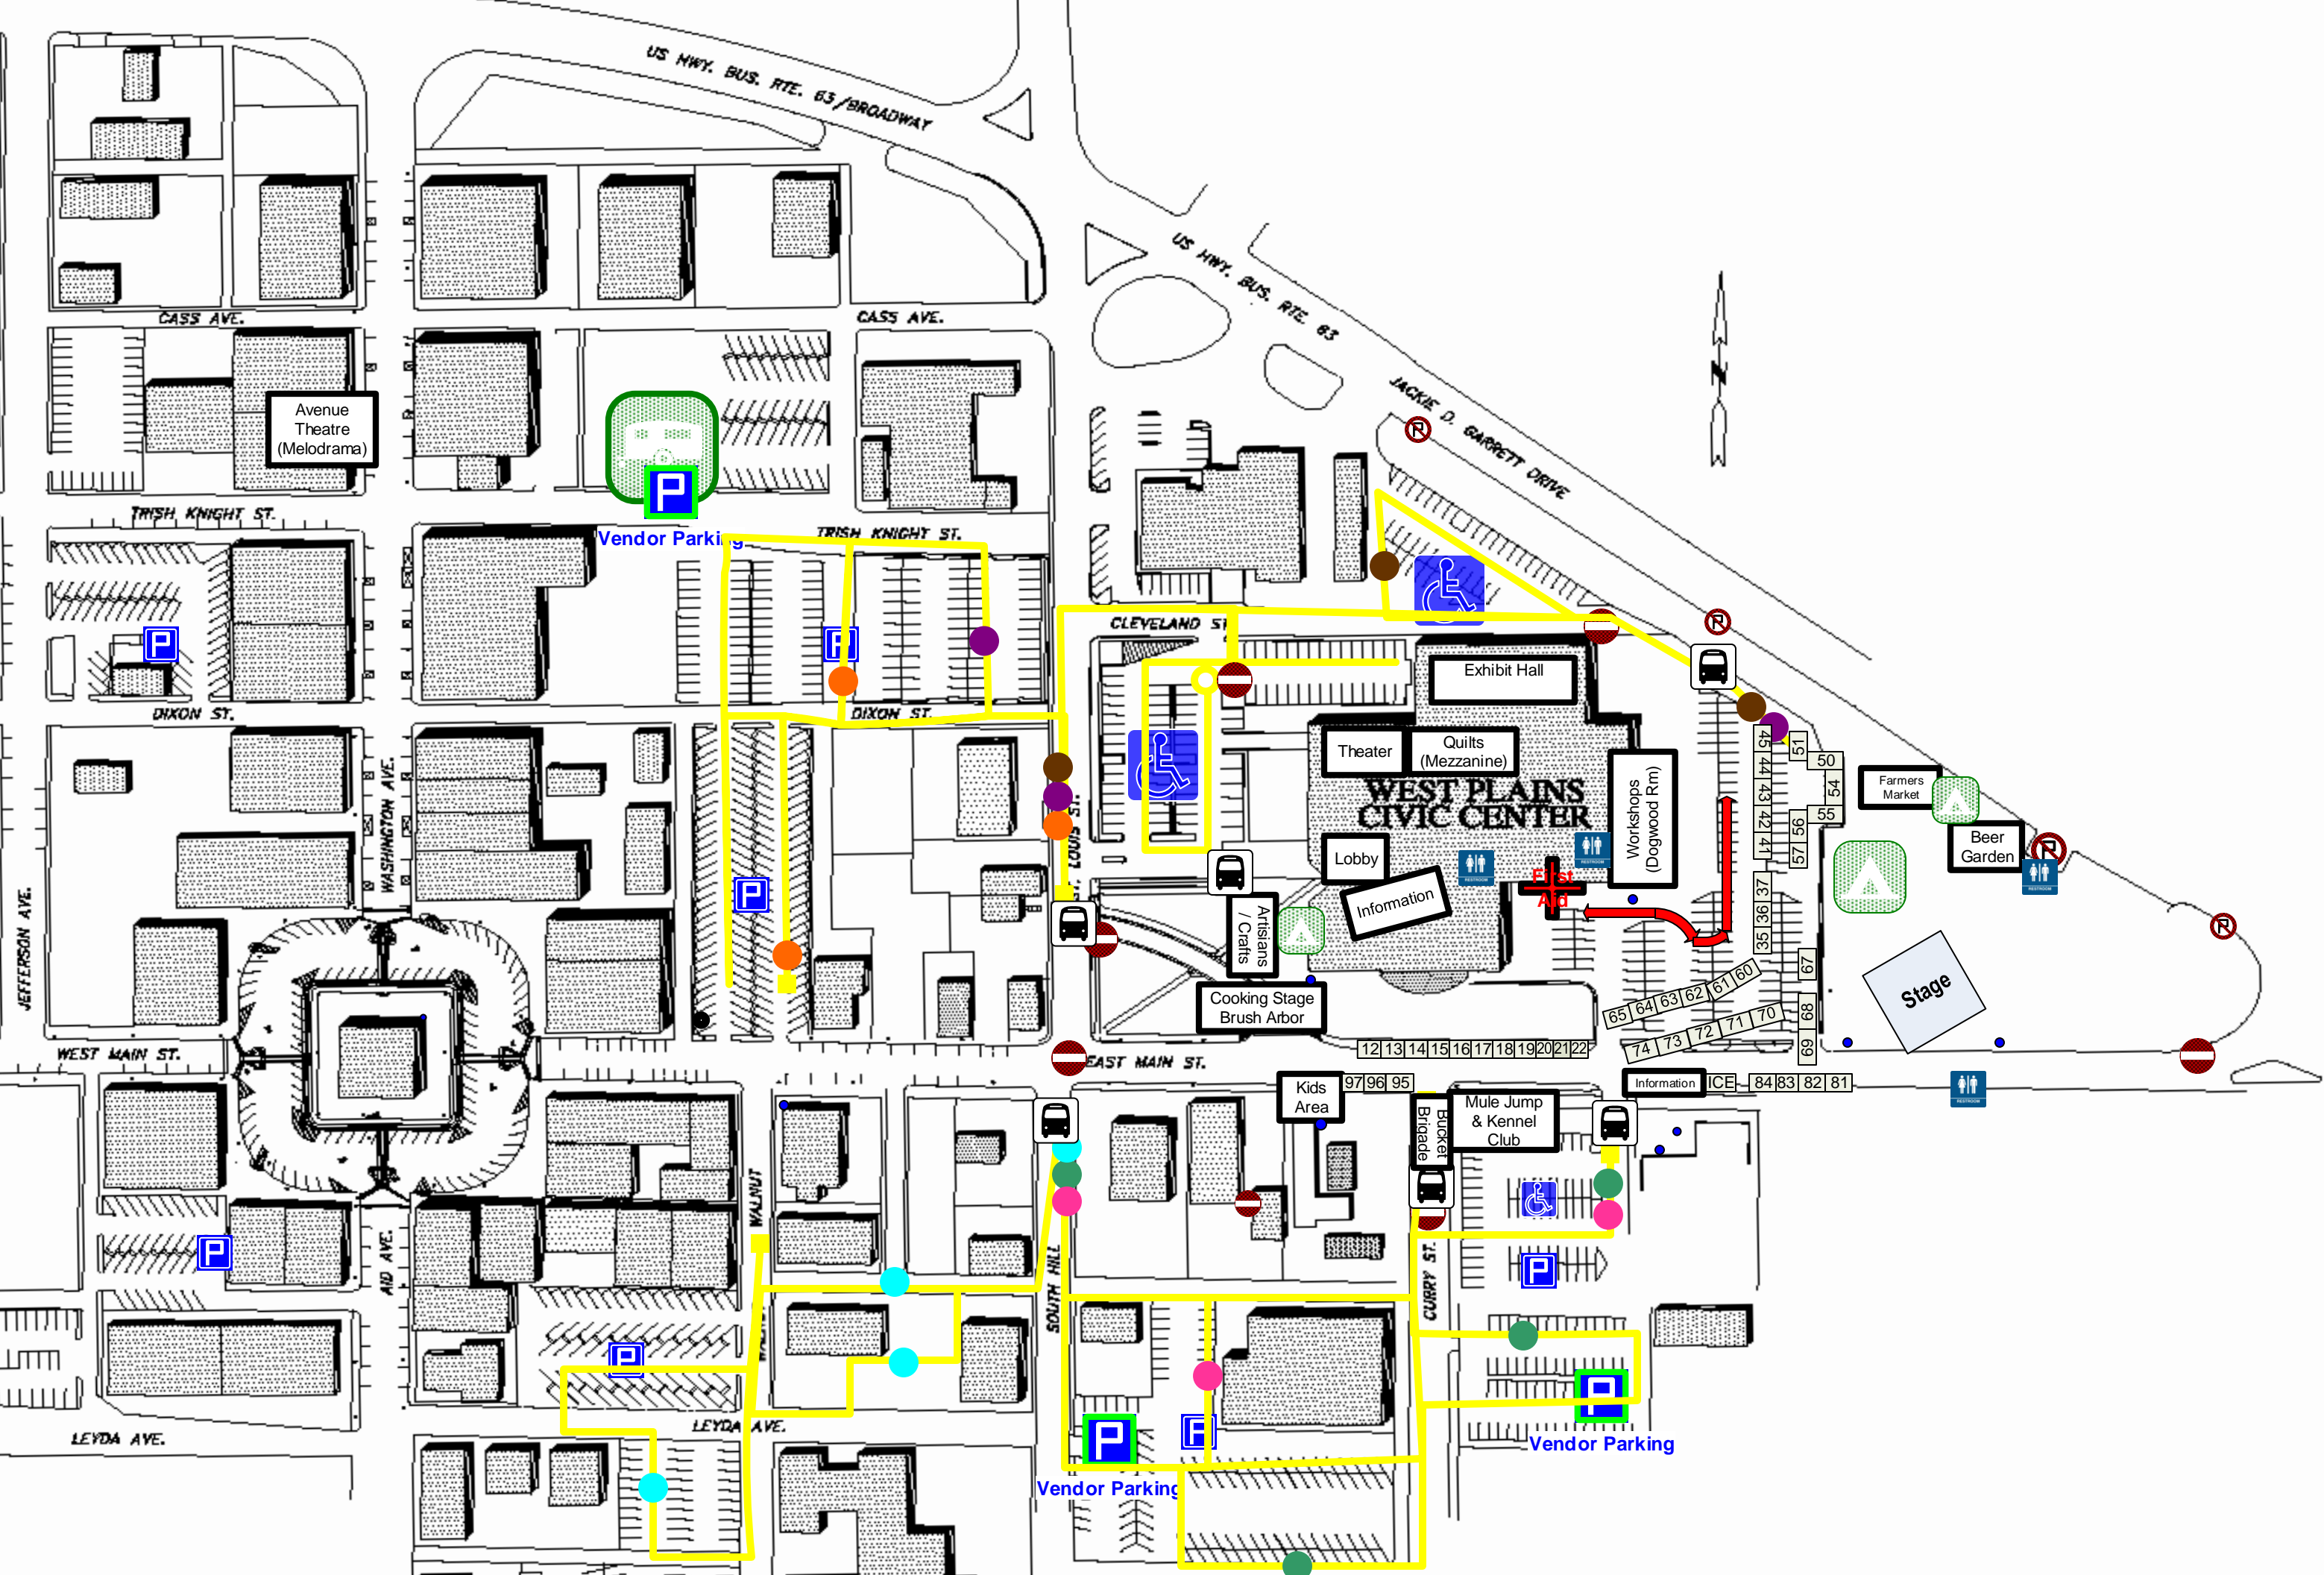 US HWY. BUS. RTE. 63/BROADWAY
US HWY. BUS. RTE. 63
JACKIE D. GARRETT DRIVE
N
CASS AVE.
CASS AVE.
Avenue
Theatre
(Melodrama)
P
TRISH KNIGHT ST.
Vendor Parking
TRISH KNIGHT ST.
P
P
CLEVELAND ST
DIXON ST.
DIXON ST.
Exhibit Hall
Theater
Quilts
(Mezzanine)
WEST PLAINS
CIVIC CENTER
Workshops
(Dogwood Rm)
Lobby
Information
First
Aid
RESTROOM
RESTROOM
45
44
43
42
41
37
36
35
51
50
54
55
56
57
Farmers
Market
Beer
Garden
RESTROOM
Stage
WASHINGTON AVE.
JEFFERSON AVE.
LOUIS ST.
P
Artisians
/ Crafts
Cooking Stage
Brush Arbor
65 64 63 62 61 60
74 73 72 71 70
67
68
69
WEST MAIN ST.
EAST MAIN ST.
12 13 14 15 16 17 18 19 20 21 22
Kids
Area
97 96 95
Information
ICE
84 83 82 81
RESTROOM
Bucket
Brigade
Mule Jump
& Kennel
Club
WALNUT
AID AVE.
SOUTH HILL
CURRY ST.
P
P
P
P
P
P
LEYDA AVE.
LEYDA AVE.
Vendor Parking
Vendor Parking